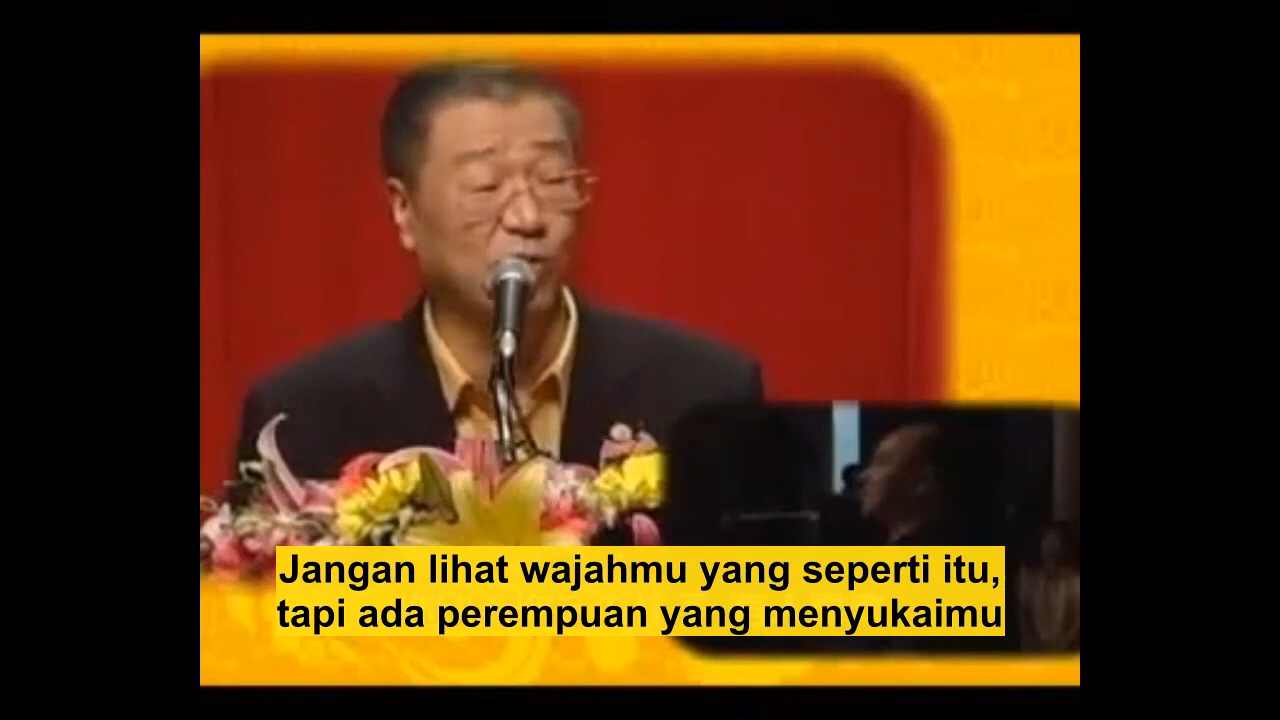 Jangan lihat wajahmu yang seperti itu,
tapi ada perempuan yang menyukaimu